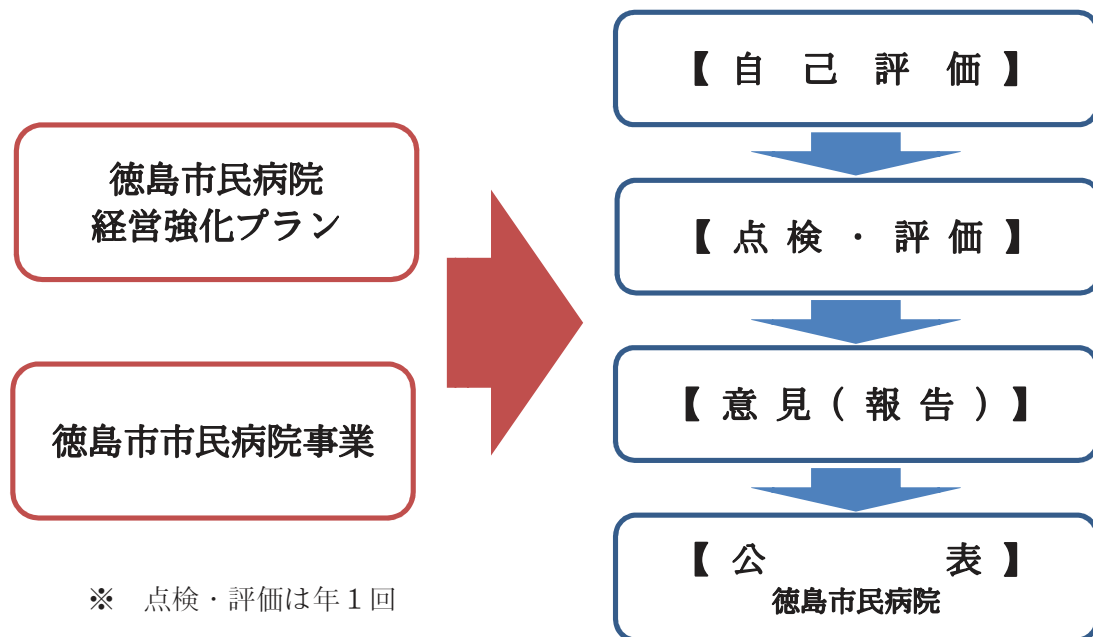 徳島市民病院
経営強化プラン
徳島市市民病院事業
※　点検・評価は年１回
【 自 己 評 価 】
【 点 検 ・ 評 価 】
【 意 見 ( 報 告 ) 】
【 公 表 】
徳島市民病院